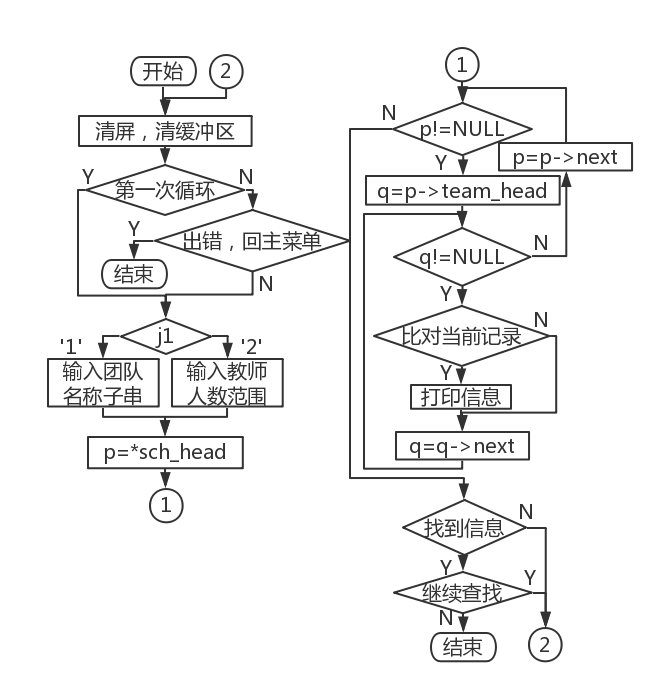 开始
2
清屏，清缓冲区
Y
第一次循环
N
Y
出错，回主菜单
结束
N
j1
'1'
'2'
输入团队
名称子串
输入教师
人数范围
p=*sch_head
1
1
N
p!=NULL
p=p->next
Y
q=p->team_head
q!=NULL
N
Y
比对当前记录
N
Y
打印信息
q=q->next
找到信息
N
Y
继续查找
Y
N
结束
2